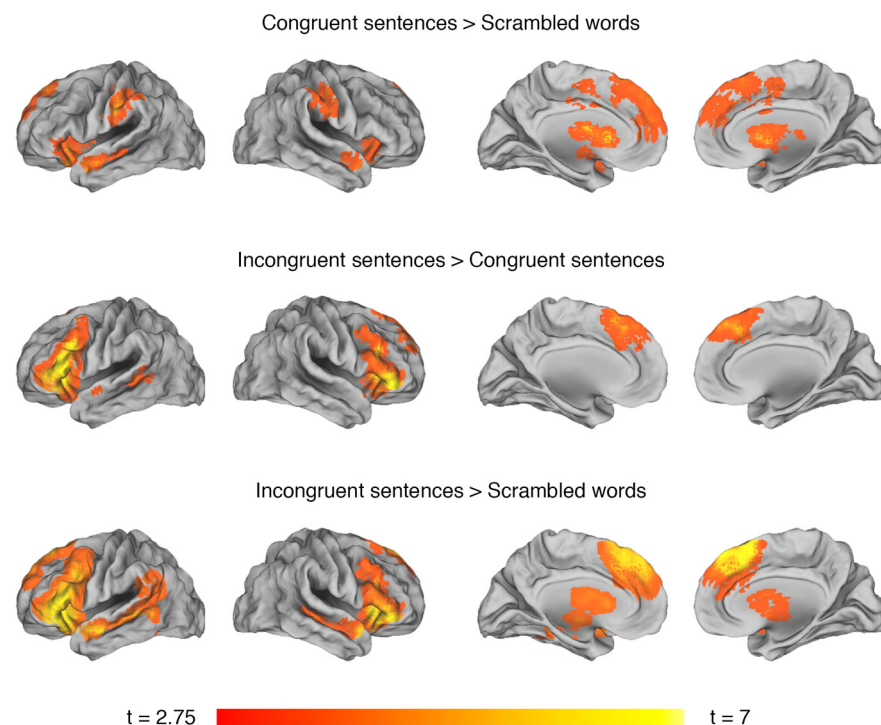 Congruent sentences > Scrambled words
Incongruent sentences > Congruent sentences
Incongruent sentences > Scrambled words
t = 2.75
t = 7